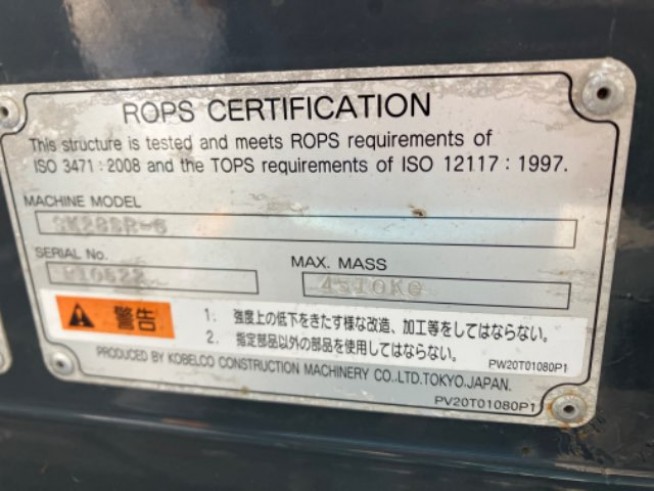 ROPS CERTIFICATION
This structure is tested and meets ROPS requirements of
ISO 3471 : 2008 and the TOPS requirements of ISO 12117 : 1997.
MACHINE MODEL
SERIAL No.
MAX. MASS
警告
1. 強度上の低下をきたす様な改造、加工等をしてはならない。
2. 指定部品以外の部品を使用してはならない。
PW20T01080P1
PRODUCED BY KOBELCO CONSTRUCTION MACHINERY CO.,LTD.TOKYO.JAPAN.
PV20T01080P1